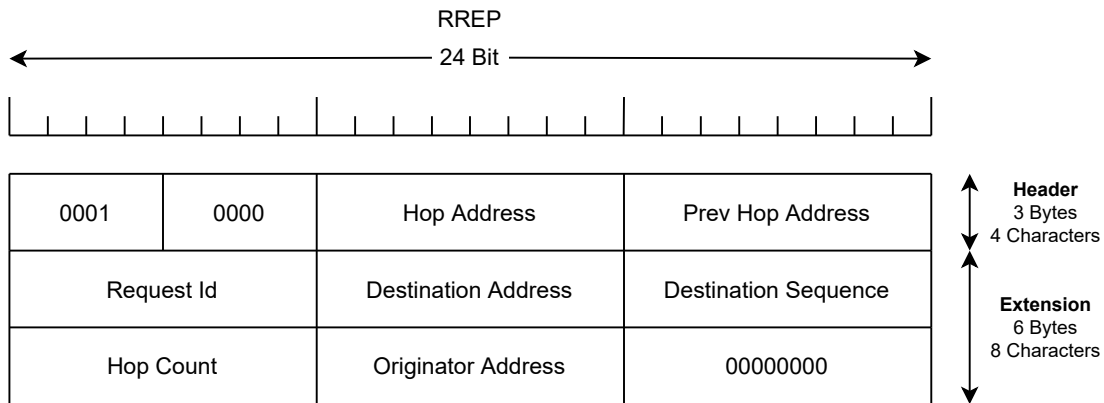 RREP
24 Bit
0001 0000 Hop Address Prev Hop Address
Header
3 Bytes
4 Characters
Request Id Destination Address Destination Sequence
Hop Count Originator Address 00000000
Extension
6 Bytes
8 Characters